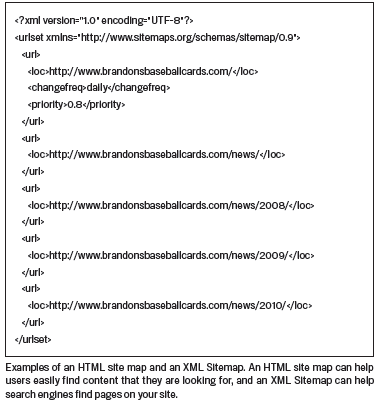 <?xml version="1.0" encoding="UTF-8"?>
<urlset xmlns="http://www.sitemaps.org/schemas/sitemap/0.9">
<url>
<loc>http://www.brandonsbaseballcards.com/</loc>
<changefreq>daily</changefreq>
<priority>0.8</priority>
</url>
<url>
<loc>http://www.brandonsbaseballcards.com/news/</loc>
</url>
<url>
<loc>http://www.brandonsbaseballcards.com/news/2008/</loc>
</url>
<url>
<loc>http://www.brandonsbaseballcards.com/news/2009/</loc>
</url>
<url>
<loc>http://www.brandonsbaseballcards.com/news/2010/</loc>
</url>
</urlset>
Examples of an HTML site map and an XML Sitemap. An HTML site map can help
users easily find content that they are looking for, and an XML Sitemap can help
search engines find pages on your site.